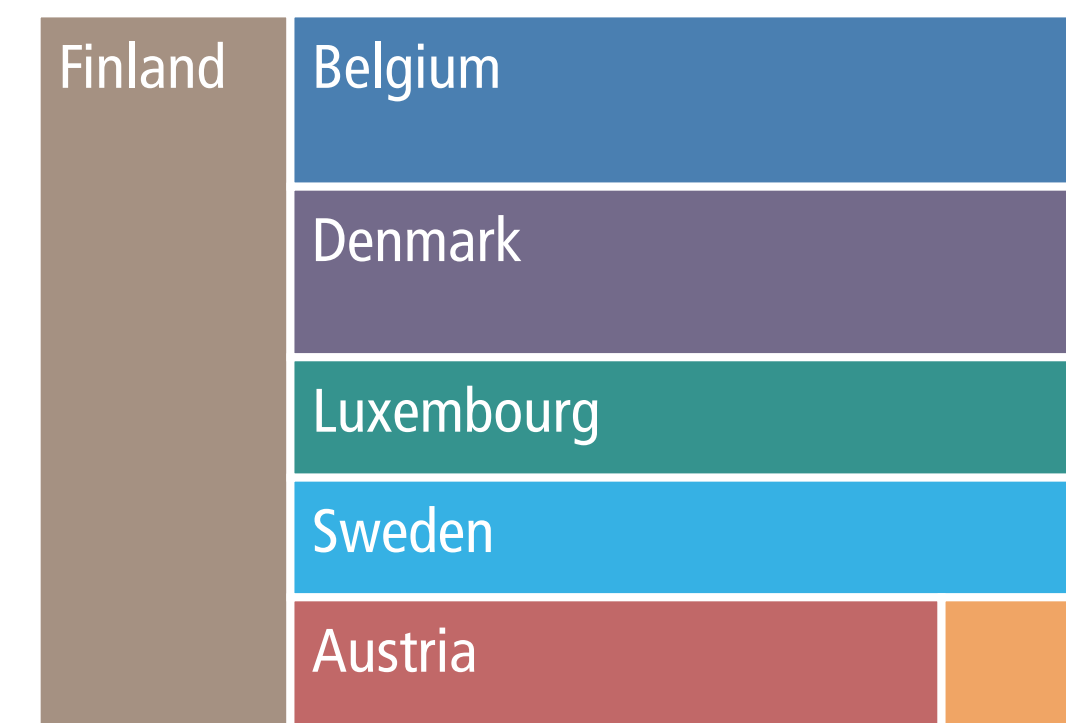 Finland
Belgium
Denmark
Luxembourg
Sweden
Austria